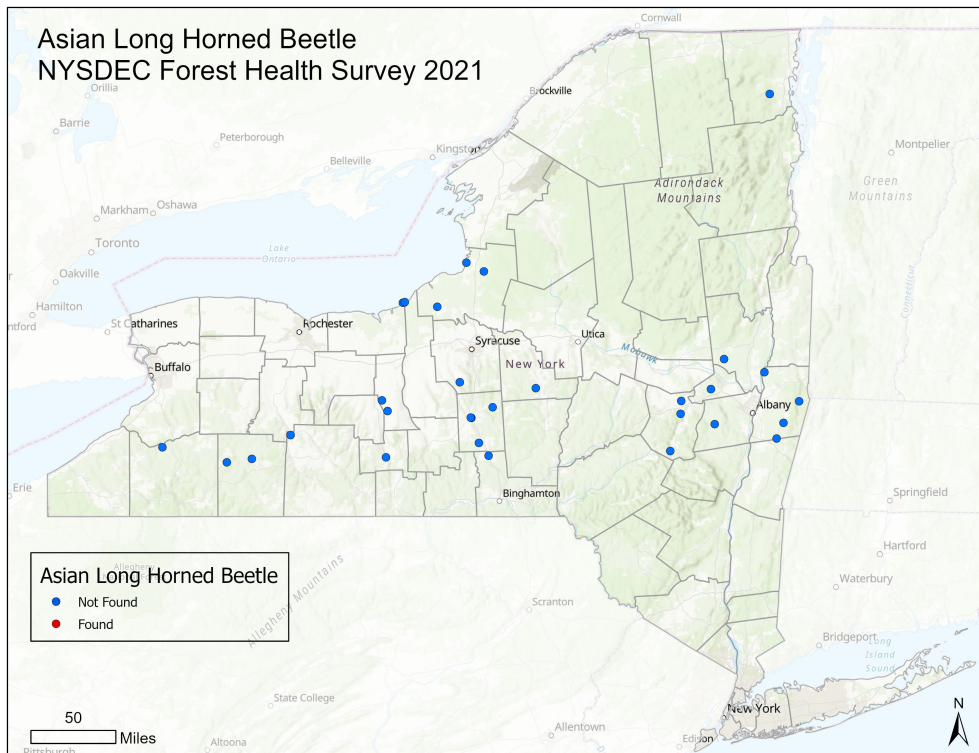 Asian Long Horned Beetle
NYSDEC Forest Health Survey 2021
Cornwall
Orillia
Brockville
Barrie
Peterborough
Kingston
Montpelier
Belleville
Adirondack
Mountains
Green
Mountains
Markham
Oshawa
Toronto
Lake
Ontario
Oakville
Connecticut
Hamilton
St Catharines
Rochester
Utica
Syracuse
Mohawk
New York
Buffalo
Albany
Erie
Binghamton
Springfield
Hartford
Allegheny Mountains
Waterbury
Scranton
Asian Long Horned Beetle
Not Found
Found
Bridgeport
Long
Island
Sound
State College
New York
N
50
Miles
Allentown
Edison
Altoona
Pittsburgh